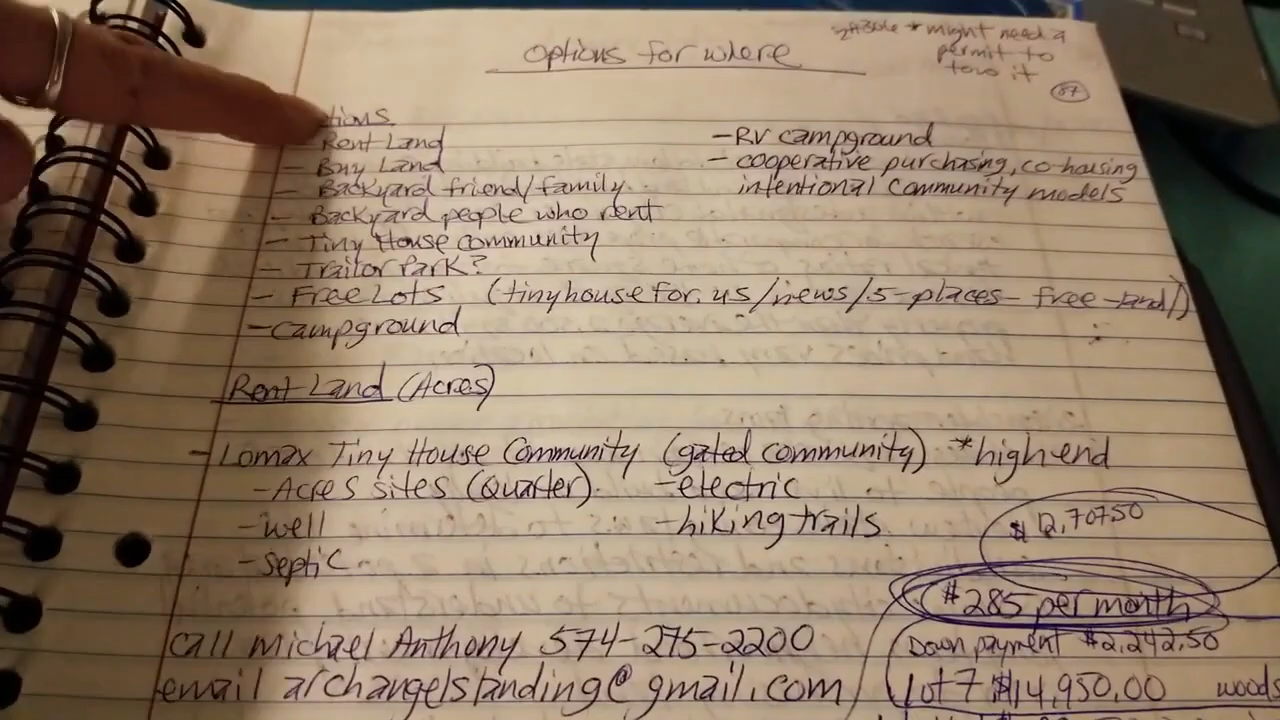 Options for where
*might need a
permit to
tow it
87
tions
Rent Land
- Buy Land
- Backyard friend/family
- Backyard people who rent
- Tiny House community
- Trailor Park?
- Free Lots (tinyhousefor.us/news/5-places-free-land/)
- campground
- RV campground
- cooperative purchasing, co-housing
intentional community models
Rent Land (Acres)
- Lomax Tiny House Community (gated community) *high end
- Acres sites (Quarter)
- well
- septic
- electric
- hiking trails
$12,707.50
$285 per month
Down payment $2,242.50
Lot 7 $14,950.00 woods
call Michael Anthony 574-275-2200
email archangelslanding@gmail.com